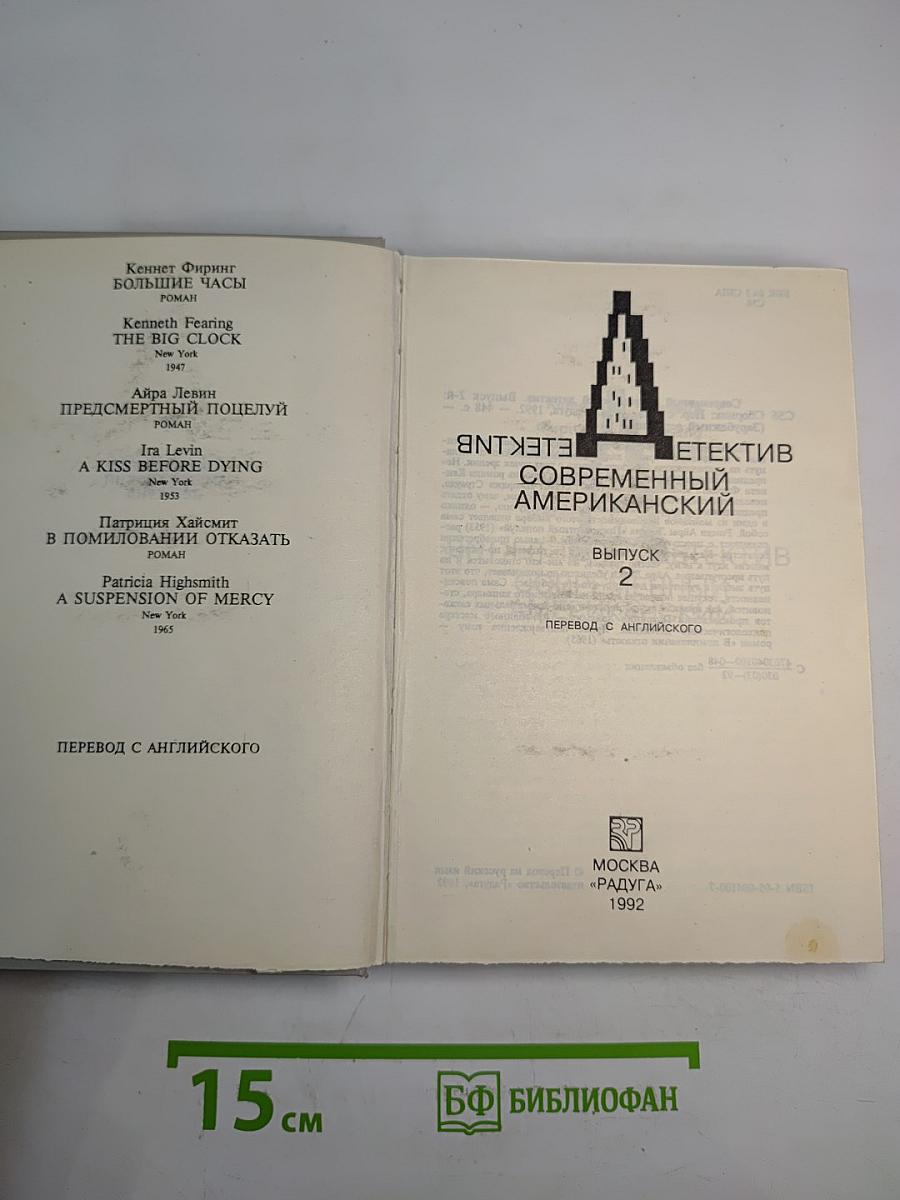 Кеннет Фиринг
БОЛЬШИЕ ЧАСЫ
РОМАН
Kenneth Fearing
THE BIG CLOCK
New York
1947
Айра Левин
ПРЕДСМЕРТНЫЙ ПОЦЕЛУЙ
РОМАН
Ira Levin
A KISS BEFORE DYING
New York
1953
Патриция Хайсмит
В ПОМИЛОВАНИИ ОТКАЗАТЬ
РОМАН
Patricia Highsmith
A SUSPENSION OF MERCY
New York
1965
ПЕРЕВОД С АНГЛИЙСКОГО
ДЕТЕКТИВ
СОВРЕМЕННЫЙ
АМЕРИКАНСКИЙ
ВЫПУСК
2
ПЕРЕВОД С АНГЛИЙСКОГО
МОСКВА
«РАДУГА»
1992
15 см
БФ БИБЛИОФАН